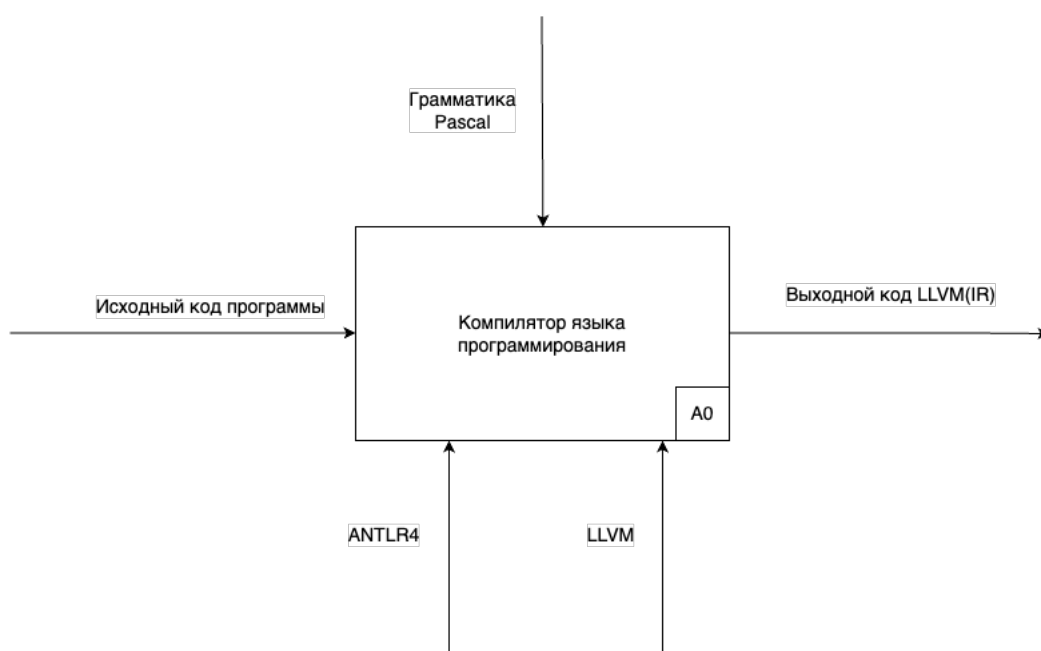 Грамматика
Pascal
Исходный код программы
Выходной код LLVM(IR)
Компилятор языка
программирования
A0
ANTLR4
LLVM